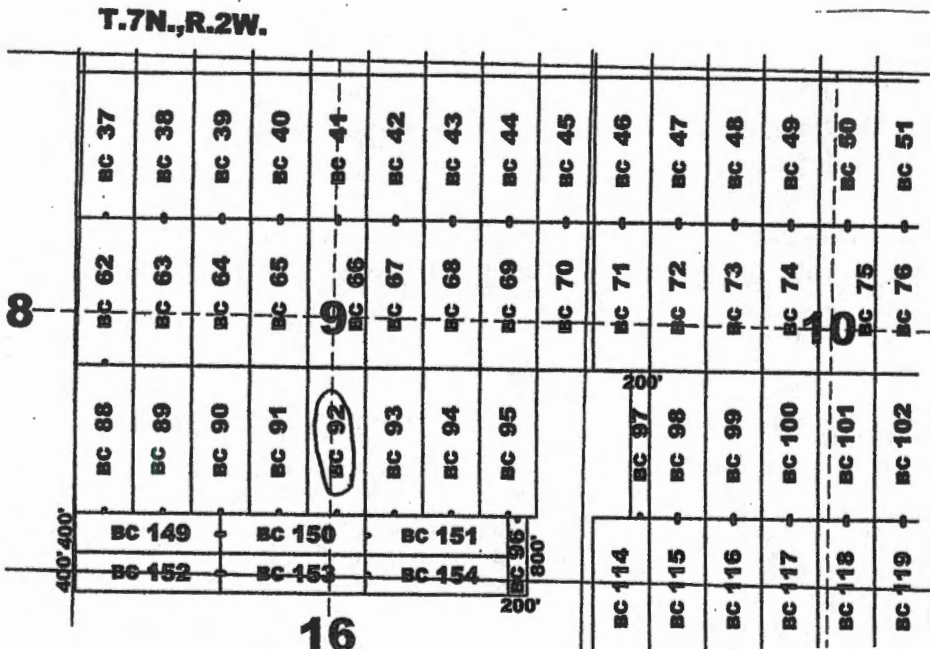 T.7N.,R.2W.
BC 37
BC 38
BC 39
BC 40
BC 41
BC 42
BC 43
BC 44
BC 45
BC 46
BC 47
BC 48
BC 49
BC 50
BC 51
BC 62
BC 63
BC 64
BC 65
BC 66
BC 67
BC 68
BC 69
BC 70
BC 71
BC 72
BC 73
BC 74
BC 75
BC 76
8
9
10
200'
BC 88
BC 89
BC 90
BC 91
BC 92
BC 93
BC 94
BC 95
BC 97
BC 98
BC 99
BC 100
BC 101
BC 102
400'
BC 149
BC 150
BC 151
BC 96
800'
400'
BC 152
BC 153
BC 154
200'
BC 114
BC 115
BC 116
BC 117
BC 118
BC 119
16